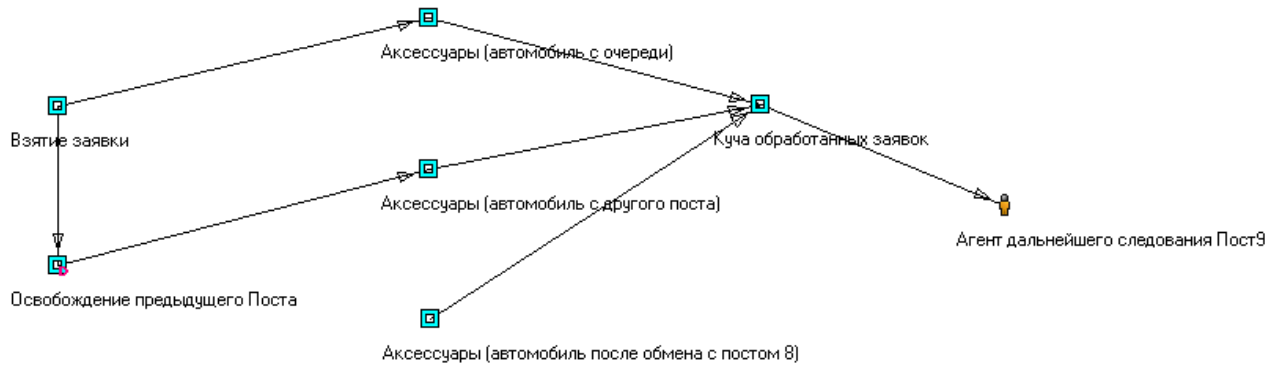 Аксессуары (автомобиль с очереди)
Взятие заявки
Куча обработанных заявок
Аксессуары (автомобиль с другого поста)
Агент дальнейшего следования Пост9
Освобождение предыдущего Поста
Аксессуары (автомобиль после обмена с постом 8)